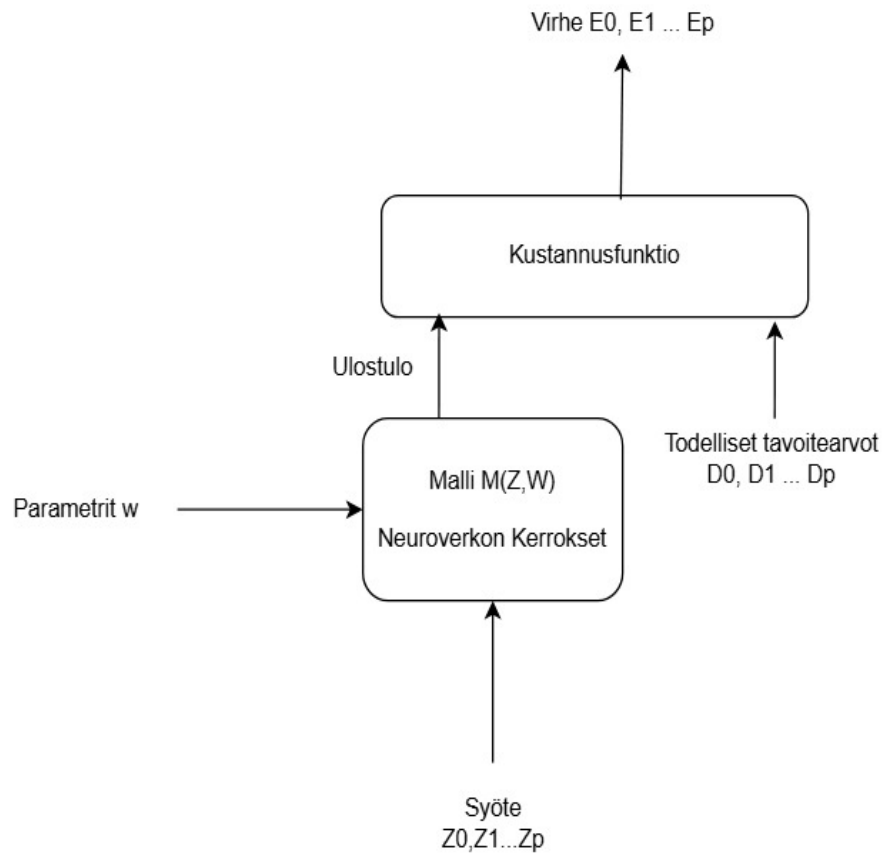 Virhe E0, E1 ... Ep
Kustannusfunktio
Ulostulo
Todelliset tavoitearvot
D0, D1 ... Dp
Malli M(Z,W)
Parametrit w
Neuroverkon Kerrokset
Syöte
Z0,Z1...Zp